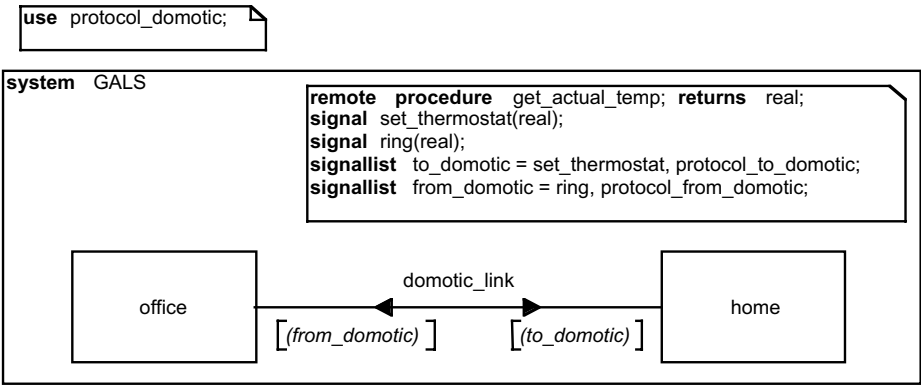 use protocol_domotic;
system GALS
remote procedure get_actual_temp; returns real;
signal set_thermostat(real);
signal ring(real);
signallist to_domotic = set_thermostat, protocol_to_domotic;
signallist from_domotic = ring, protocol_from_domotic;
domotic_link
office
home
[(from_domotic)]
[(to_domotic)]